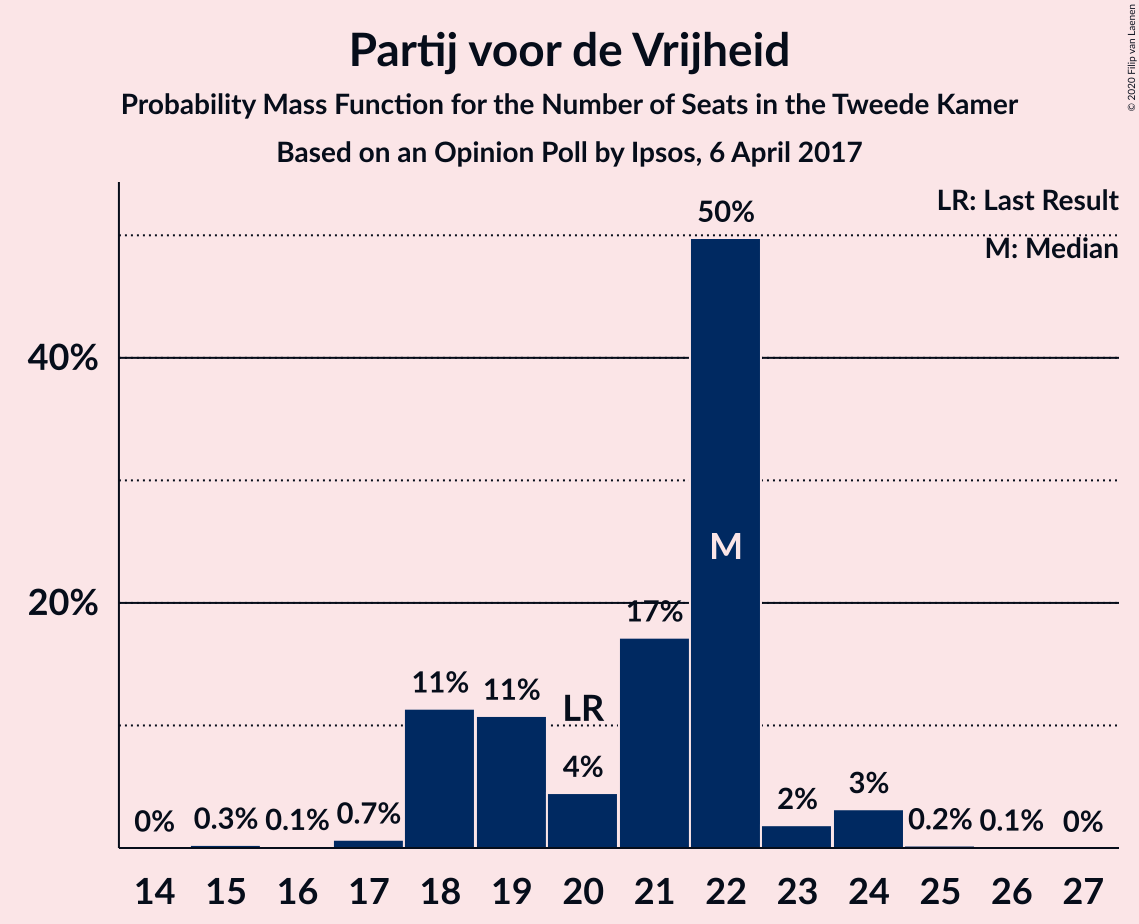 Partij voor de Vrijheid
Probability Mass Function for the Number of Seats in the Tweede Kamer
Based on an Opinion Poll by Ipsos, 6 April 2017
© 2020 Filip van Laenen
LR: Last Result
M: Median
50%
40%
M
20%
17%
11%
11%
LR
4%
3%
2%
0%
0.3%
0.1%
0.7%
0.2%
0.1%
0%
14 15 16 17 18 19 20 21 22 23 24 25 26 27